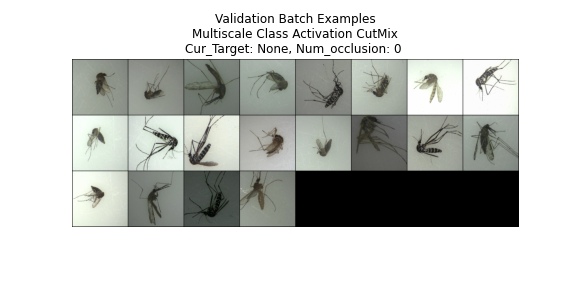 Validation Batch Examples
Multiscale Class Activation CutMix
Cur_Target: None, Num_occlusion: 0